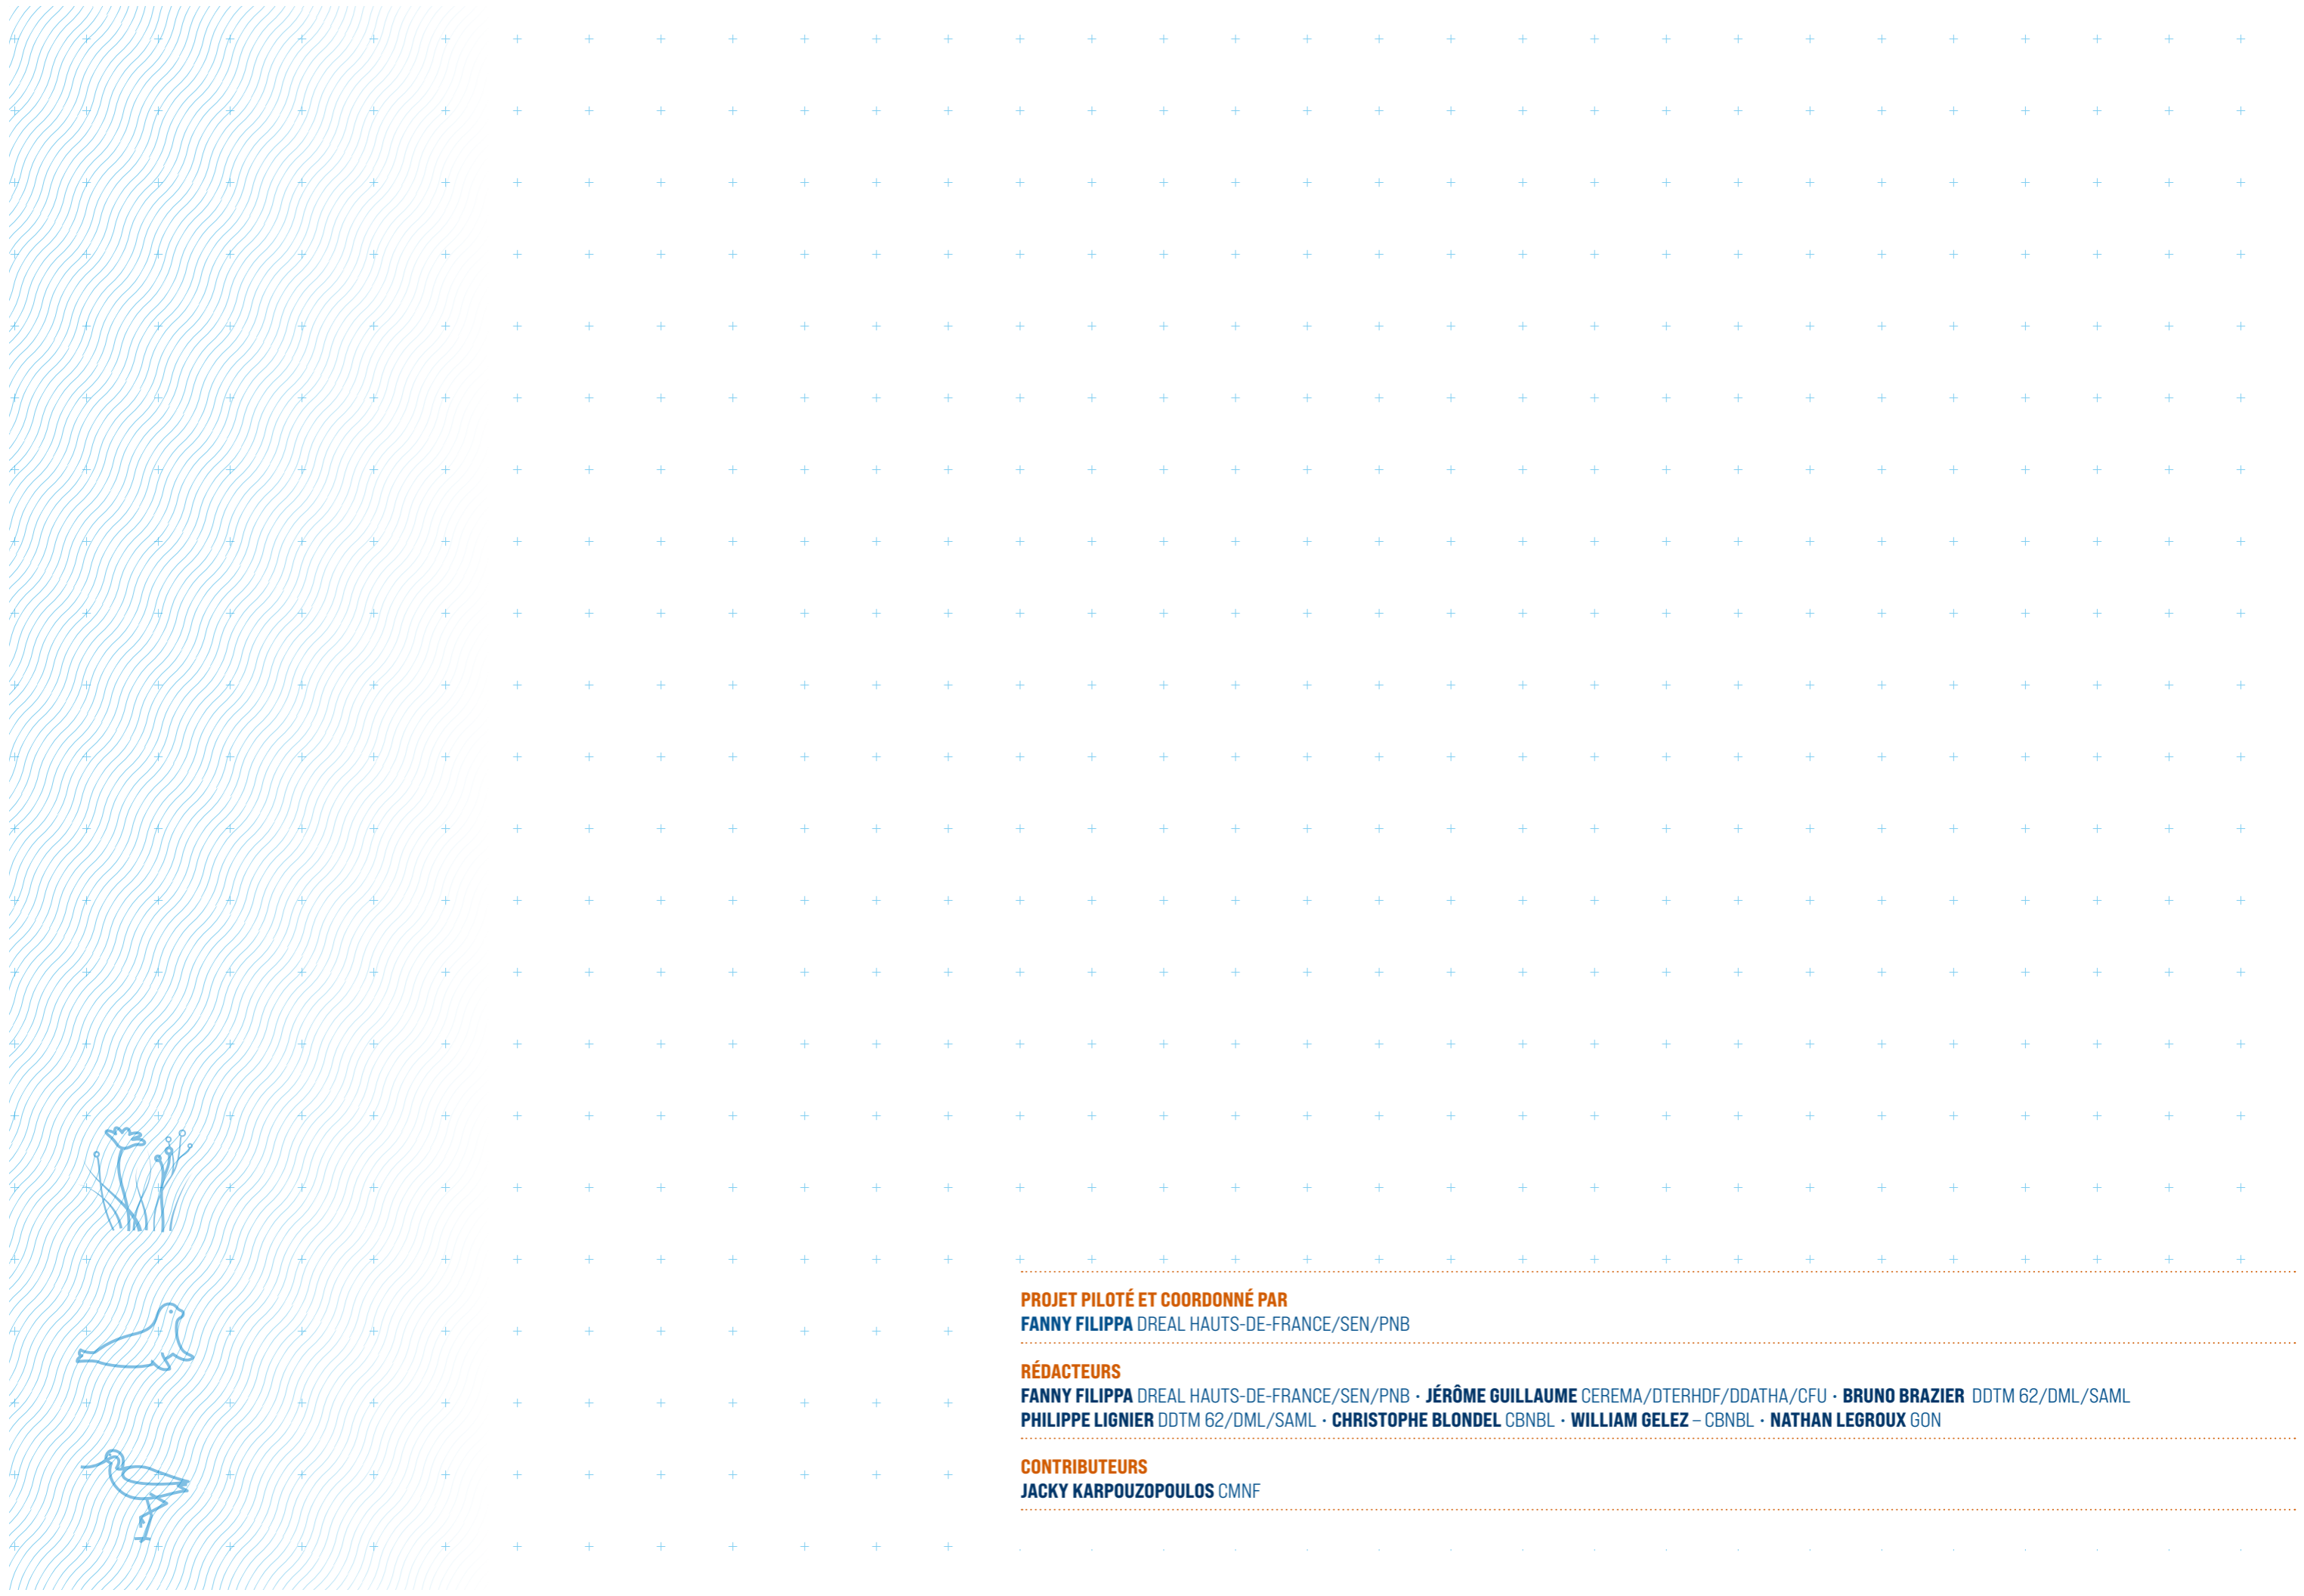 PROJET PILOTÉ ET COORDONNÉ PAR
FANNY FILIPPA DREAL HAUTS-DE-FRANCE/SEN/PNB
RÉDACTEURS
FANNY FILIPPA DREAL HAUTS-DE-FRANCE/SEN/PNB · JÉRÔME GUILLAUME CEREMA/DTERHDF/DDATHA/CFU · BRUNO BRAZIER DDTM 62/DML/SAML
PHILIPPE LIGNIER DDTM 62/DML/SAML · CHRISTOPHE BLONDEL CBNBL · WILLIAM GELEZ – CBNBL · NATHAN LEGROUX GON
CONTRIBUTEURS
JACKY KARPOUZOPOULOS CMNF